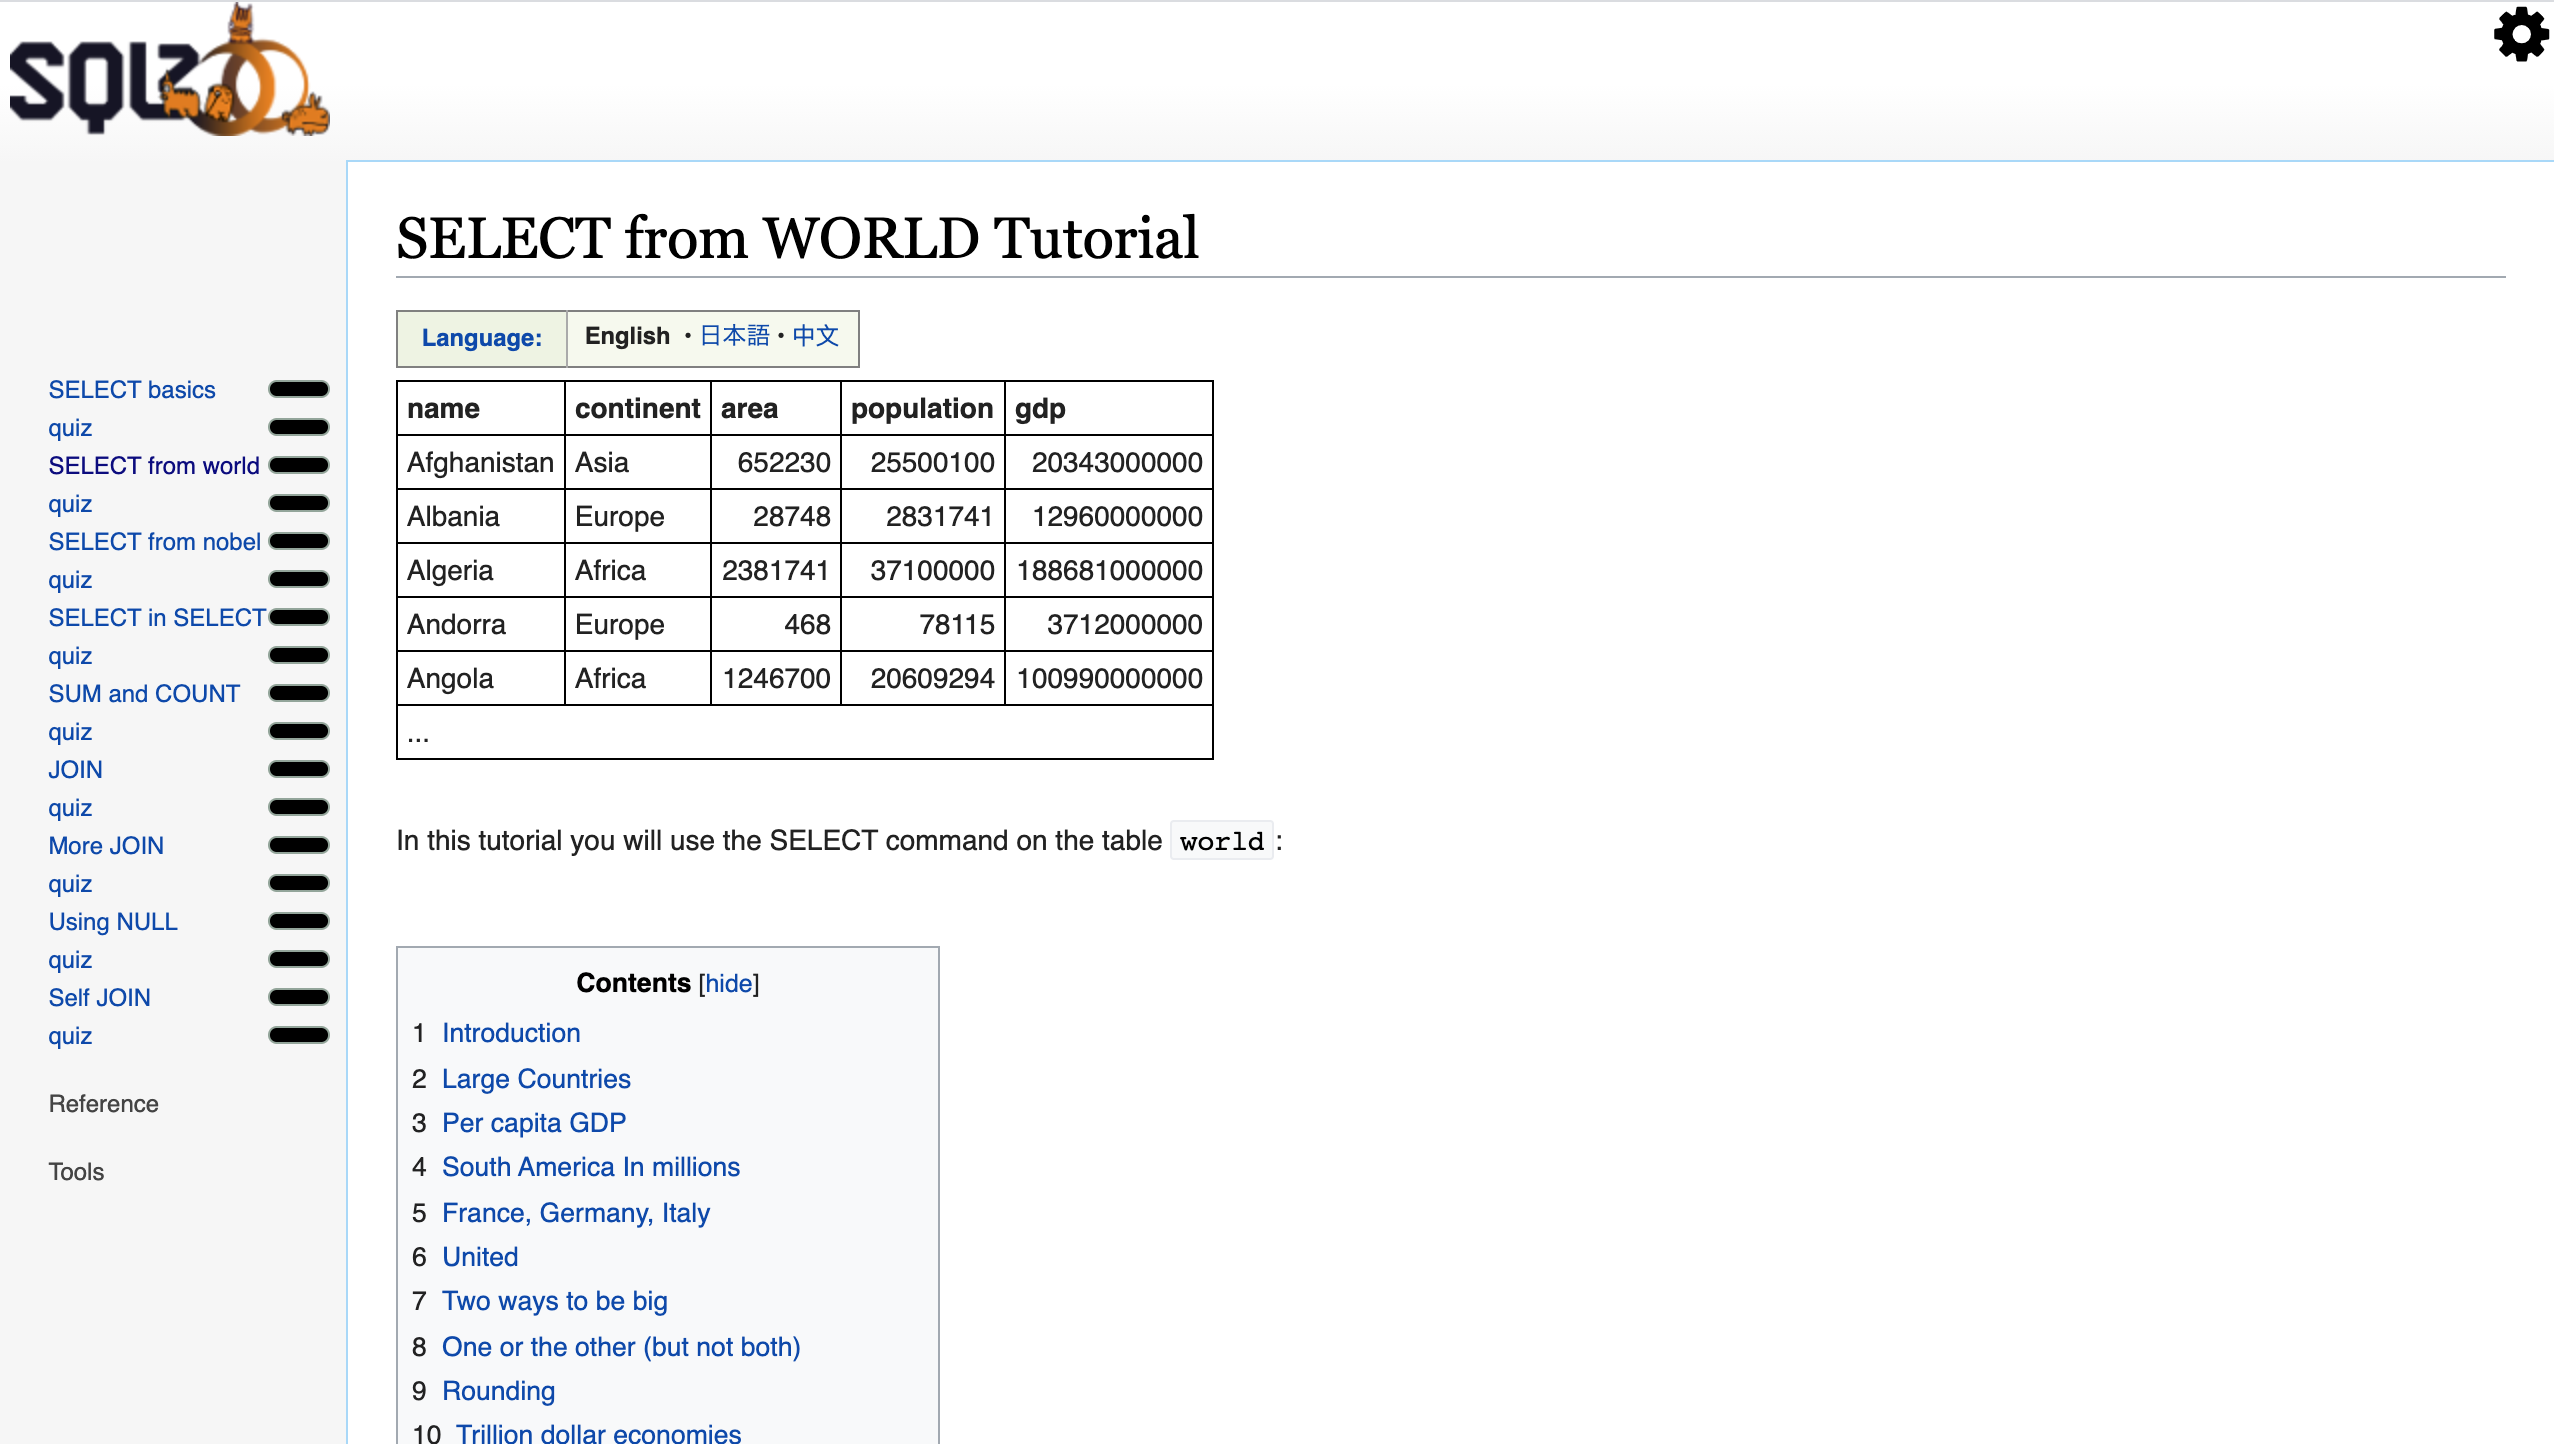 SQLZOO
SELECT basics
quiz
SELECT from world
quiz
SELECT from nobel
quiz
SELECT in SELECT
quiz
SUM and COUNT
quiz
JOIN
quiz
More JOIN
quiz
Using NULL
quiz
Self JOIN
quiz
Reference
Tools
SELECT from WORLD Tutorial
Language: English • 日本語 • 中文
name continent area population gdp
Afghanistan Asia 652230 25500100 20343000000
Albania Europe 28748 2831741 12960000000
Algeria Africa 2381741 37100000 188681000000
Andorra Europe 468 78115 3712000000
Angola Africa 1246700 20609294 100990000000
...
In this tutorial you will use the SELECT command on the table world :
Contents [hide]
1 Introduction
2 Large Countries
3 Per capita GDP
4 South America In millions
5 France, Germany, Italy
6 United
7 Two ways to be big
8 One or the other (but not both)
9 Rounding
10 Trillion dollar economies